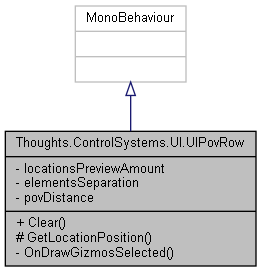 MonoBehaviour
Thoughts.ControlSystems.UI.UIPovRow
- locationsPreviewAmount
- elementsSeparation
- povDistance
+ Clear()
# GetLocationPosition()
- OnDrawGizmosSelected()